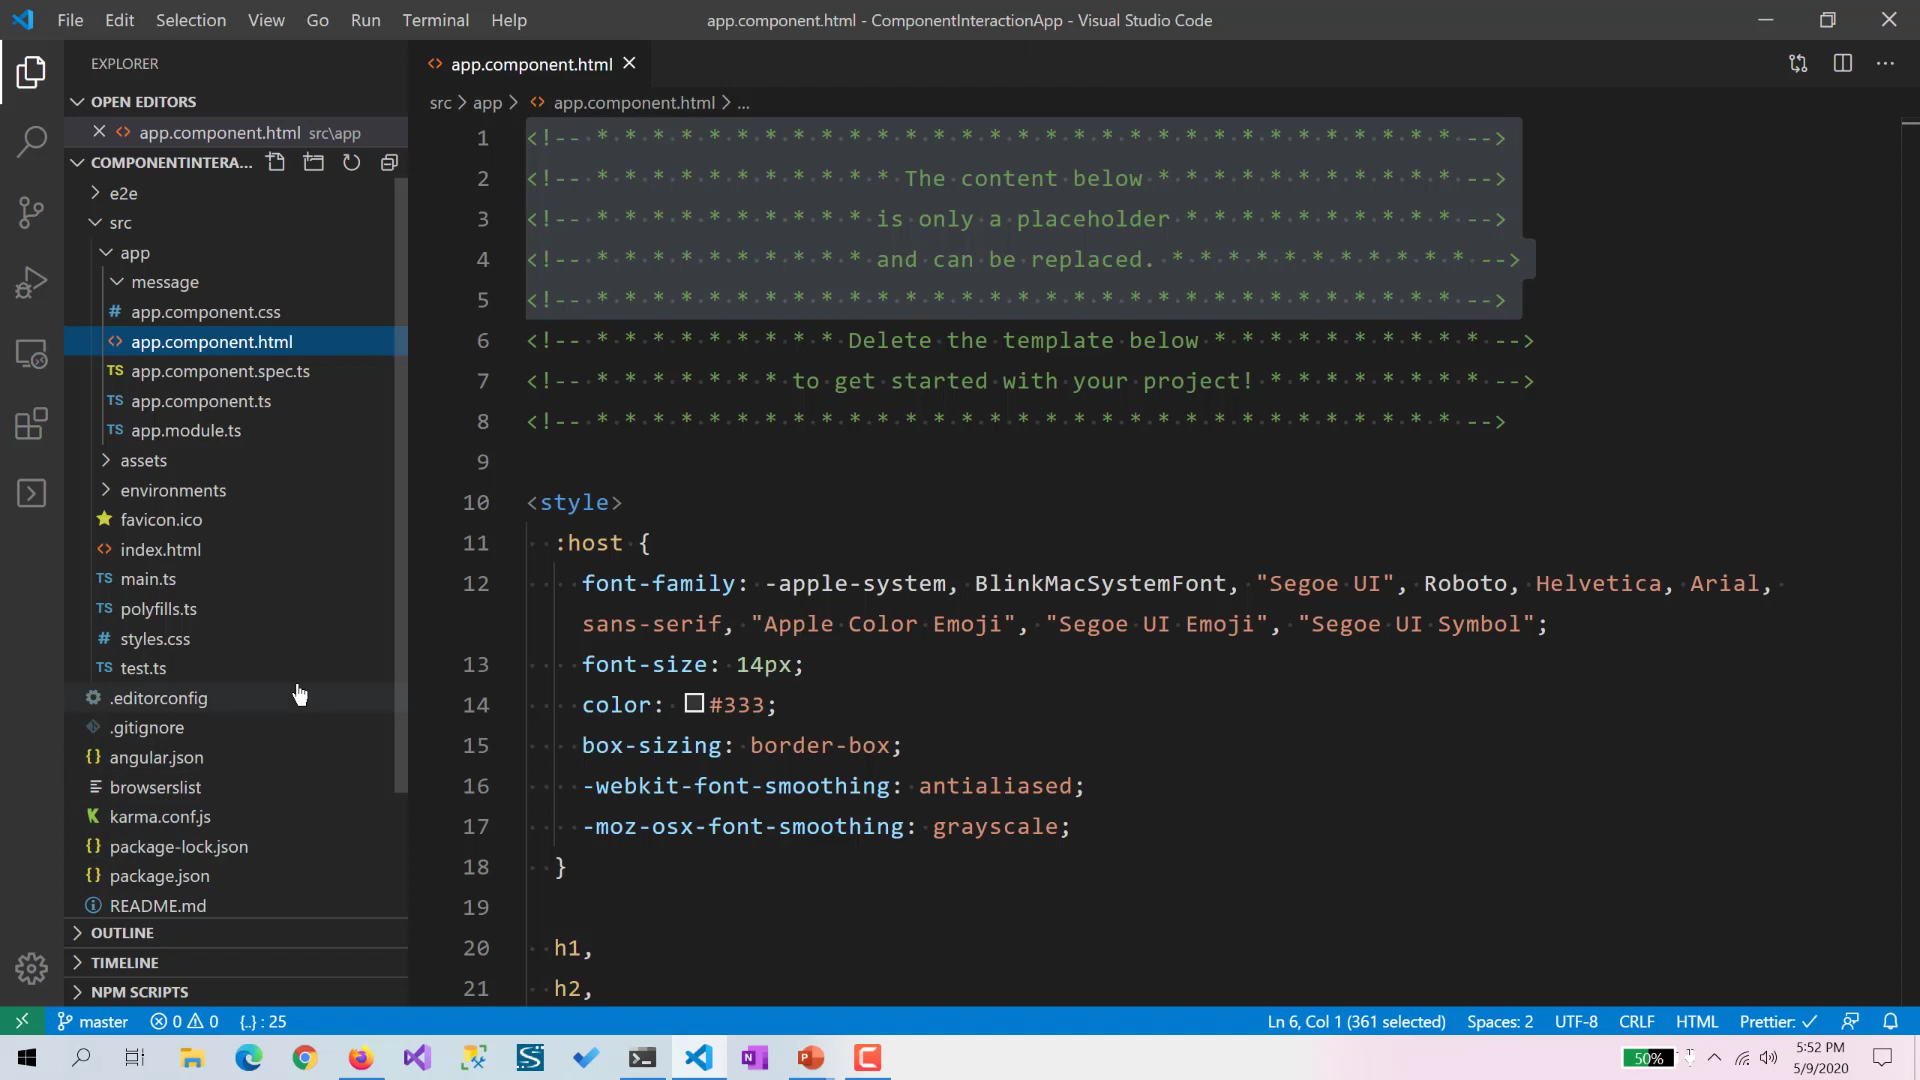 File Edit Selection View Go Run Terminal Help
app.component.html - ComponentInteractionApp - Visual Studio Code
EXPLORER
OPEN EDITORS
app.component.html src\app
COMPONENTINTERA...
e2e
src
app
message
# app.component.css
<> app.component.html
TS app.component.spec.ts
TS app.component.ts
TS app.module.ts
assets
environments
favicon.ico
<> index.html
TS main.ts
TS polyfills.ts
# styles.css
TS test.ts
.editorconfig
.gitignore
{} angular.json
browserslist
K karma.conf.js
{} package-lock.json
{} package.json
README.md
OUTLINE
TIMELINE
NPM SCRIPTS
<> app.component.html
src > app > <> app.component.html > ...
1 <!-- * * * * * * * * * * * * * * * * * * * * * * * * * * * * * * * -->
2 <!-- * * * * * * * * * * * The content below * * * * * * * * * * * -->
3 <!-- * * * * * * * * * * is only a placeholder * * * * * * * * * * -->
4 <!-- * * * * * * * * * * and can be replaced. * * * * * * * * * * * -->
5 <!-- * * * * * * * * * * * * * * * * * * * * * * * * * * * * * * * -->
6 <!-- * * * * * * * * * Delete the template below * * * * * * * * * * -->
7 <!-- * * * * * * * to get started with your project! * * * * * * * * -->
8 <!-- * * * * * * * * * * * * * * * * * * * * * * * * * * * * * * * -->
9
10 <style>
11 :host {
12 font-family: -apple-system, BlinkMacSystemFont, "Segoe UI", Roboto, Helvetica, Arial,
sans-serif, "Apple Color Emoji", "Segoe UI Emoji", "Segoe UI Symbol";
13 font-size: 14px;
14 color: #333;
15 box-sizing: border-box;
16 -webkit-font-smoothing: antialiased;
17 -moz-osx-font-smoothing: grayscale;
18 }
19
20 h1,
21 h2,
master 0 0 {..} : 25
Ln 6, Col 1 (361 selected) Spaces: 2 UTF-8 CRLF HTML Prettier: ✓
50%
5:52 PM
5/9/2020